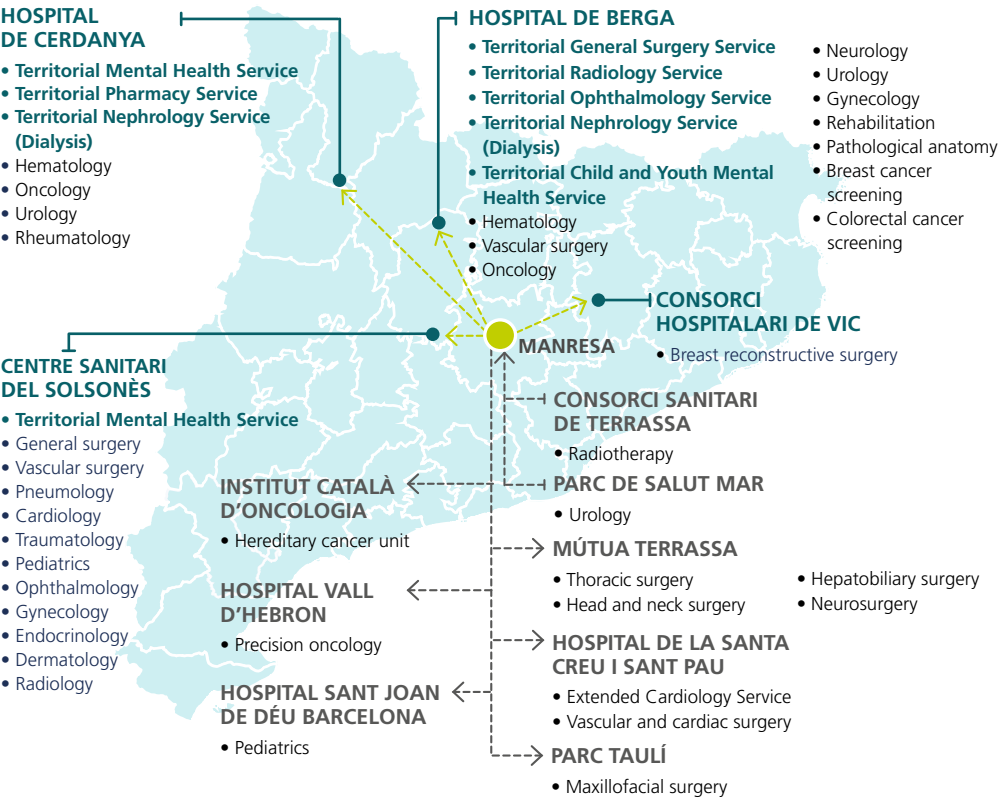 HOSPITAL
DE CERDANYA
• Territorial Mental Health Service
• Territorial Pharmacy Service
• Territorial Nephrology Service
(Dialysis)
• Hematology
• Oncology
• Urology
• Rheumatology
HOSPITAL DE BERGA
• Territorial General Surgery Service
• Territorial Radiology Service
• Territorial Ophthalmology Service
• Territorial Nephrology Service
(Dialysis)
• Territorial Child and Youth Mental
Health Service
• Hematology
• Vascular surgery
• Oncology
• Neurology
• Urology
• Gynecology
• Rehabilitation
• Pathological anatomy
• Breast cancer
screening
• Colorectal cancer
screening
CONSORCI
HOSPITALARI DE VIC
• Breast reconstructive surgery
MANRESA
CENTRE SANITARI
DEL SOLSONÈS
• Territorial Mental Health Service
• General surgery
• Vascular surgery
• Pneumology
• Cardiology
• Traumatology
• Pediatrics
• Ophthalmology
• Gynecology
• Endocrinology
• Dermatology
• Radiology
CONSORCI SANITARI
DE TERRASSA
• Radiotherapy
PARC DE SALUT MAR
• Urology
INSTITUT CATALÀ
D’ONCOLOGIA
• Hereditary cancer unit
MÚTUA TERRASSA
• Thoracic surgery
• Head and neck surgery
• Hepatobiliary surgery
• Neurosurgery
HOSPITAL VALL
D’HEBRON
• Precision oncology
HOSPITAL DE LA SANTA
CREU I SANT PAU
• Extended Cardiology Service
• Vascular and cardiac surgery
HOSPITAL SANT JOAN
DE DÉU BARCELONA
• Pediatrics
PARC TAULÍ
• Maxillofacial surgery